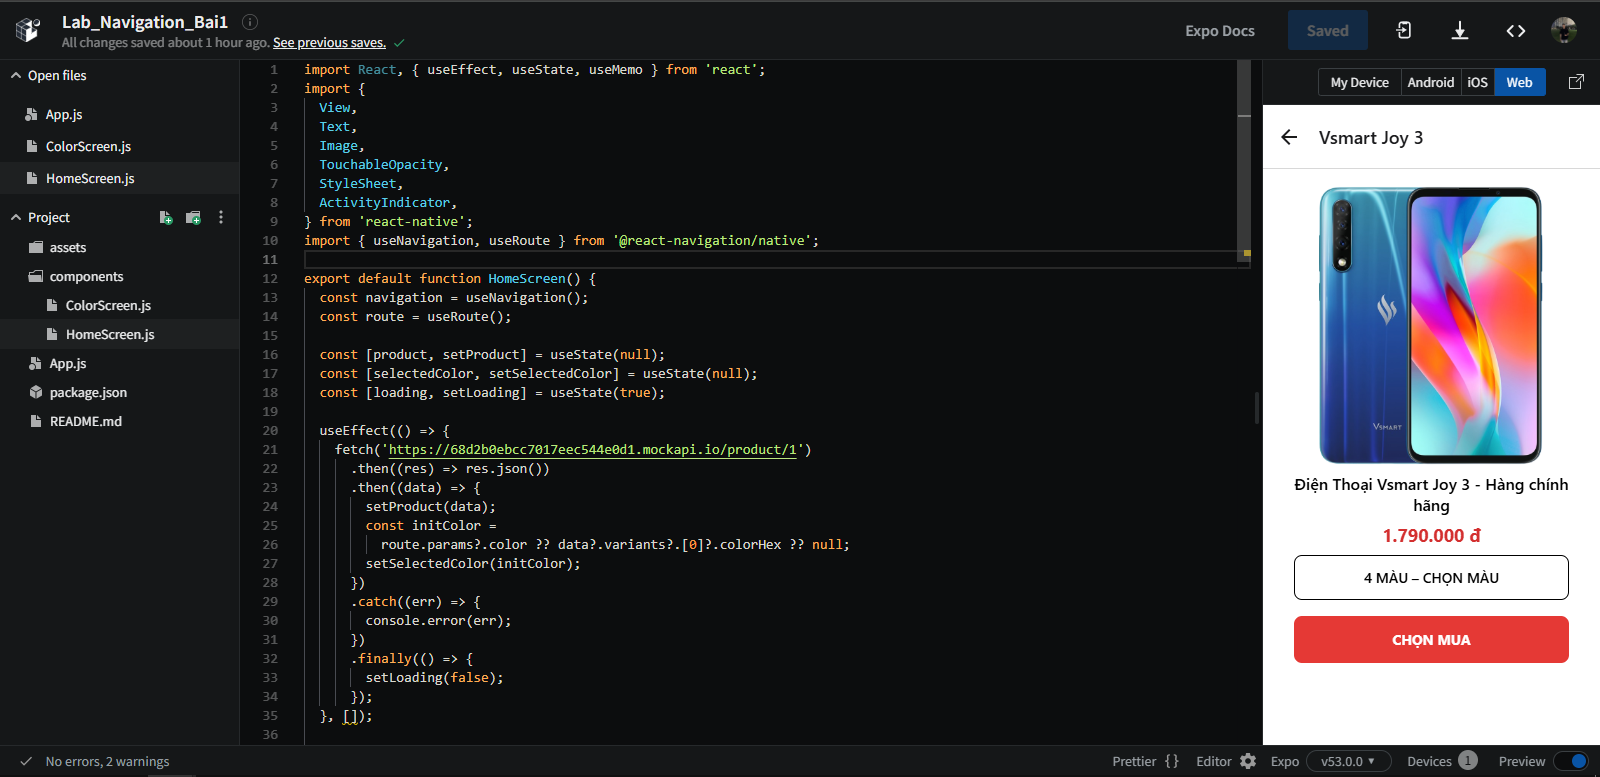 Lab_Navigation_Bai1
All changes saved about 1 hour ago. See previous saves.
Expo Docs
Saved
Open files
App.js
ColorScreen.js
HomeScreen.js
Project
assets
components
ColorScreen.js
HomeScreen.js
App.js
package.json
README.md
1 import React, { useEffect, useState, useMemo } from 'react';
2 import {
3 View,
4 Text,
5 Image,
6 TouchableOpacity,
7 StyleSheet,
8 ActivityIndicator,
9 } from 'react-native';
10 import { useNavigation, useRoute } from '@react-navigation/native';
11
12 export default function HomeScreen() {
13 const navigation = useNavigation();
14 const route = useRoute();
15
16 const [product, setProduct] = useState(null);
17 const [selectedColor, setSelectedColor] = useState(null);
18 const [loading, setLoading] = useState(true);
19
20 useEffect(() => {
21 fetch('https://68d2b0ebcc7017eec544e0d1.mockapi.io/product/1')
22 .then((res) => res.json())
23 .then((data) => {
24 setProduct(data);
25 const initColor =
26 route.params?.color ?? data?.variants?.[0]?.colorHex ?? null;
27 setSelectedColor(initColor);
28 })
29 .catch((err) => {
30 console.error(err);
31 })
32 .finally(() => {
33 setLoading(false);
34 });
35 }, []);
36
My Device
Android
iOS
Web
Vsmart Joy 3
VSMART
Điện Thoại Vsmart Joy 3 - Hàng chính
hãng
1.790.000 đ
4 MÀU – CHỌN MÀU
CHỌN MUA
No errors, 2 warnings
Prettier { }
Editor
Expo
v53.0.0
Devices 1
Preview